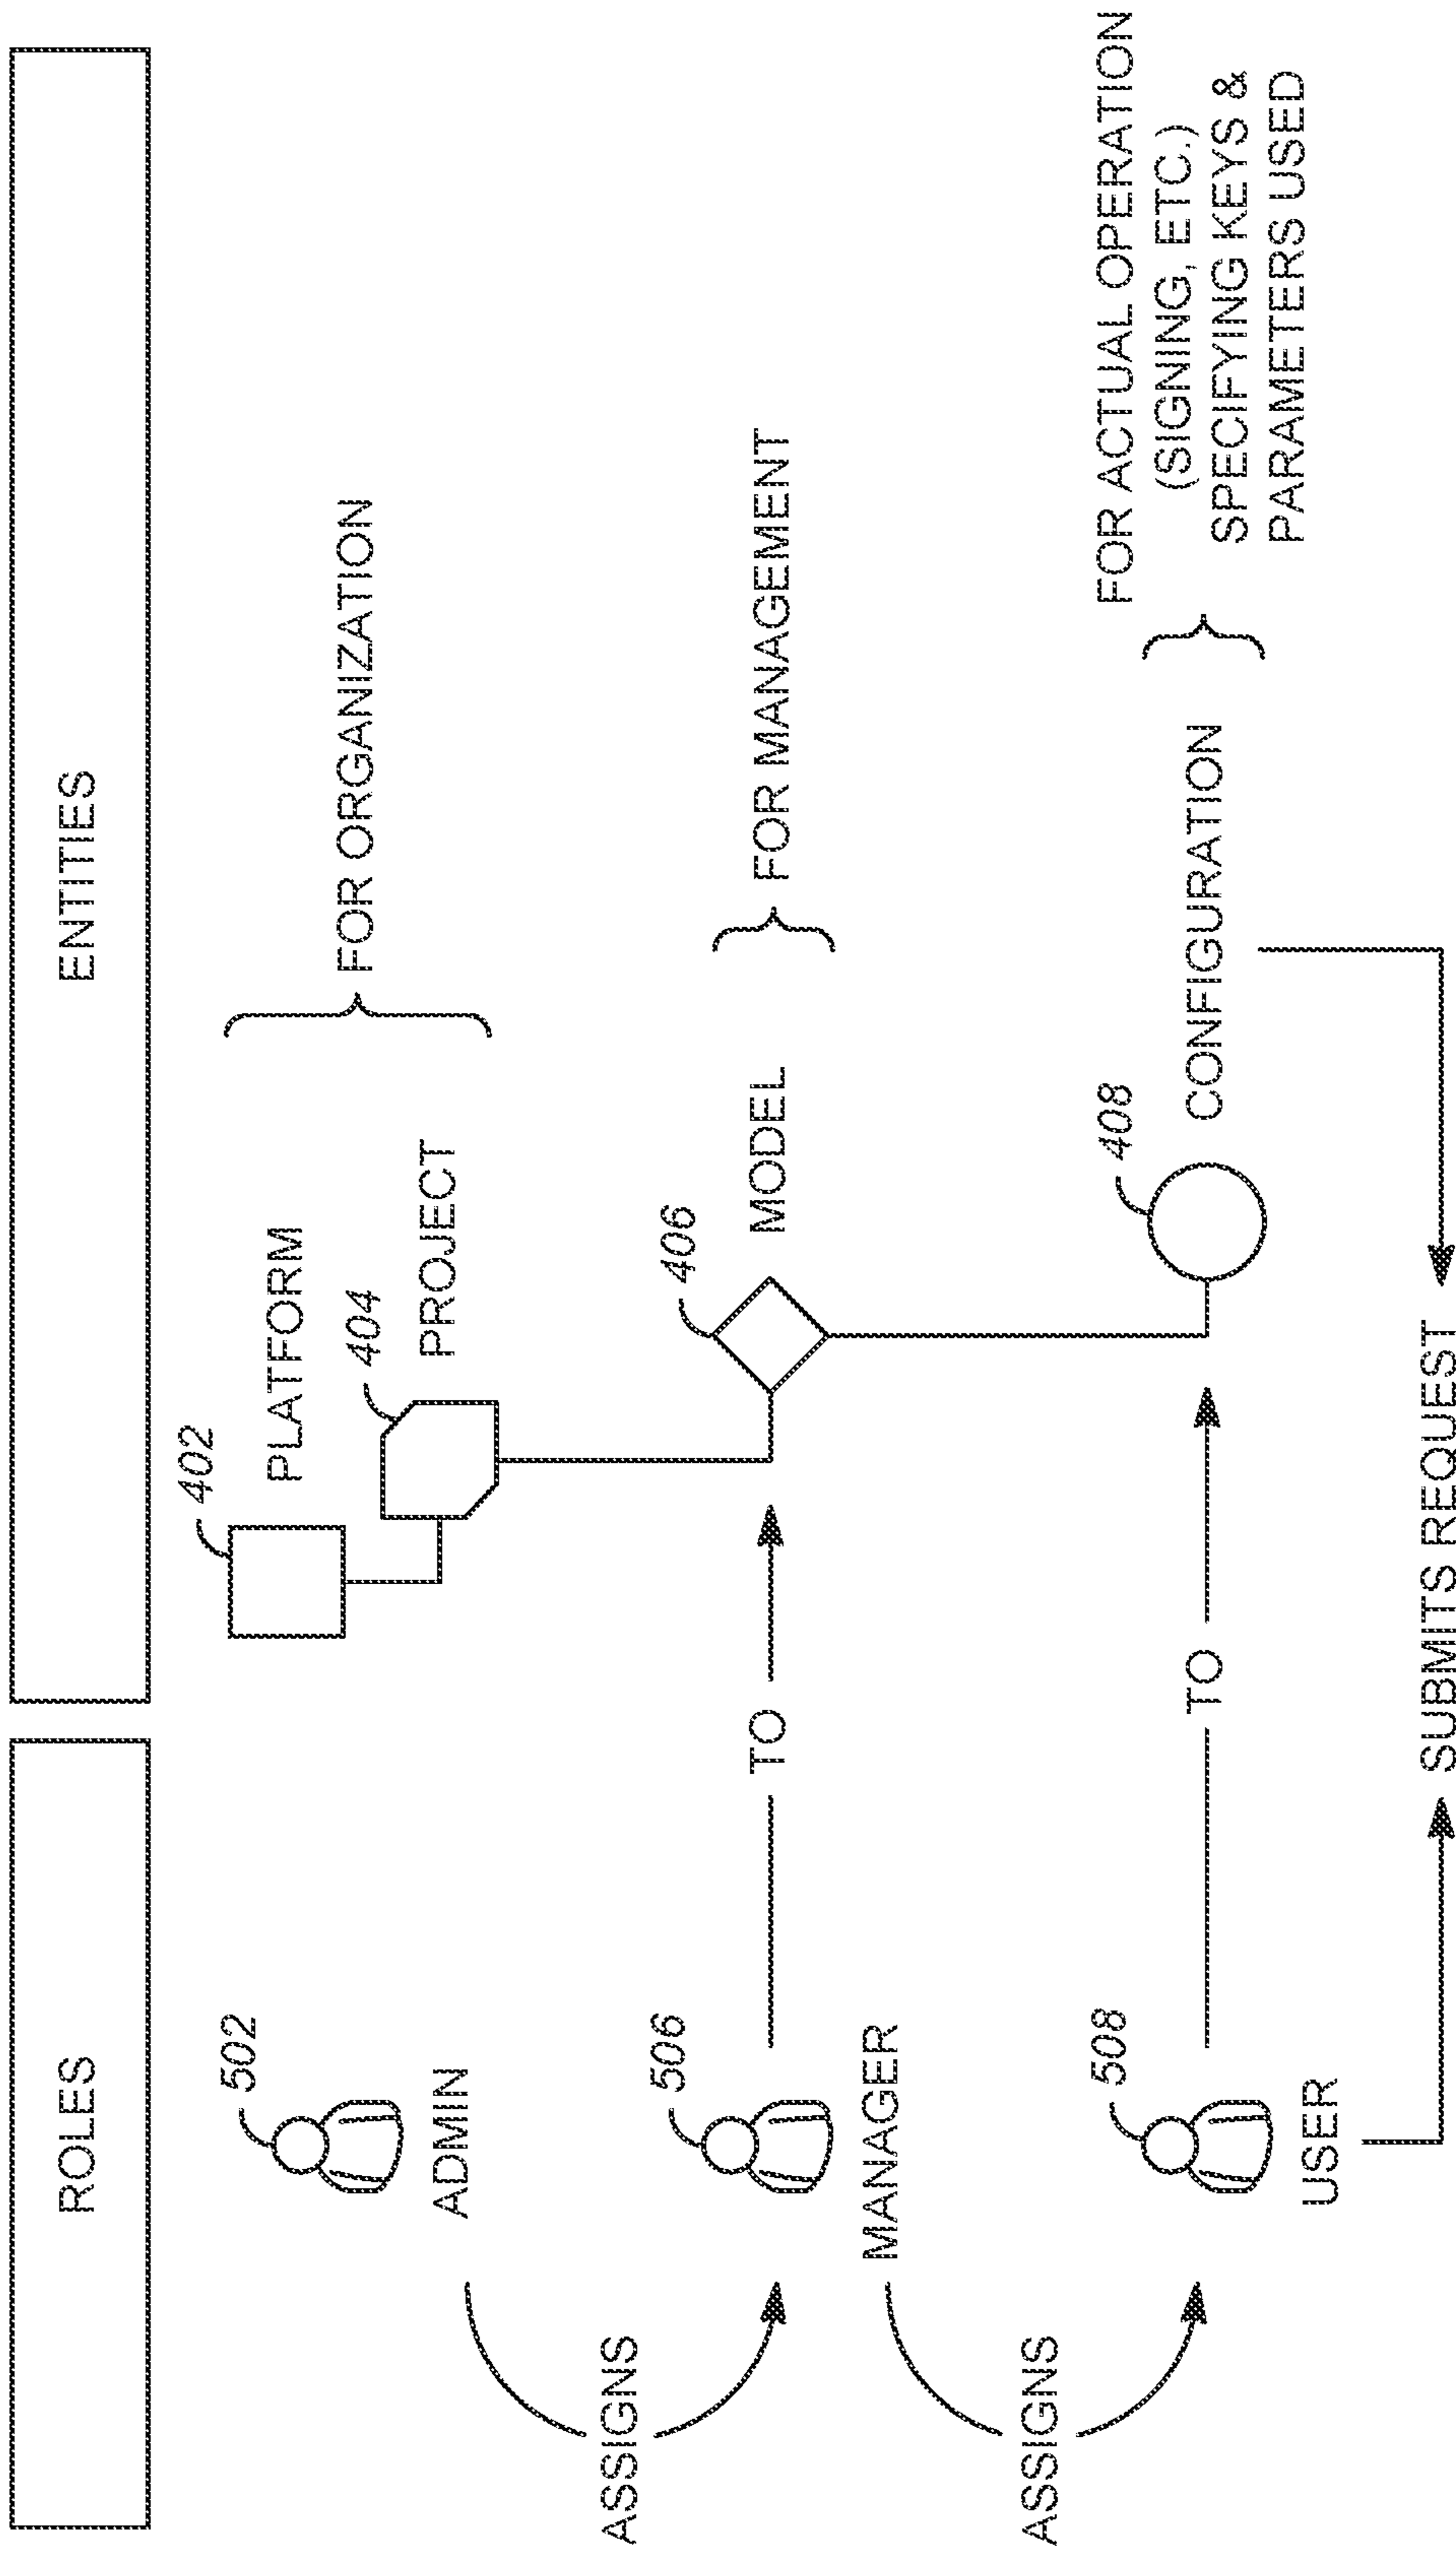 ROLES
ENTITIES
502
ADMIN
ASSIGNS
402
PLATFORM
404
PROJECT
FOR ORGANIZATION
506
MANAGER
ASSIGNS
TO
406
MODEL
FOR MANAGEMENT
508
USER
TO
408
CONFIGURATION
FOR ACTUAL OPERATION
(SIGNING, ETC.)
SPECIFYING KEYS &
PARAMETERS USED
SUBMITS REQUEST